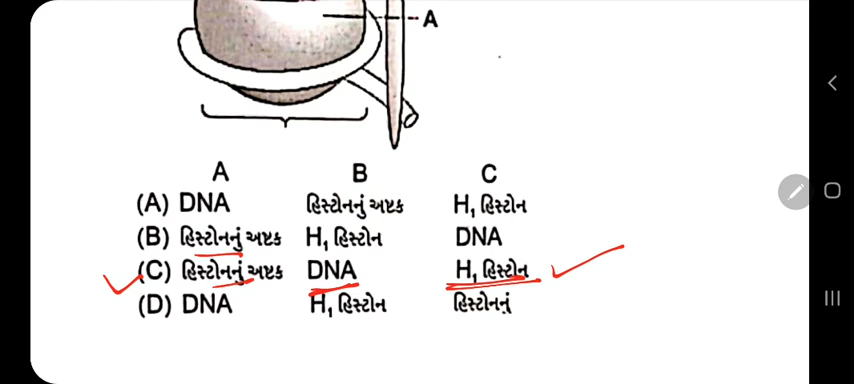 A
A B C
(A) DNA હિસ્ટોનનું અષ્ટક H₁ હિસ્ટોન
(B) હિસ્ટોનનું અષ્ટક H₁ હિસ્ટોન DNA
(C) હિસ્ટોનનું અષ્ટક DNA H₁ હિસ્ટોન
(D) DNA H₁ હિસ્ટોન હિસ્ટોનનું